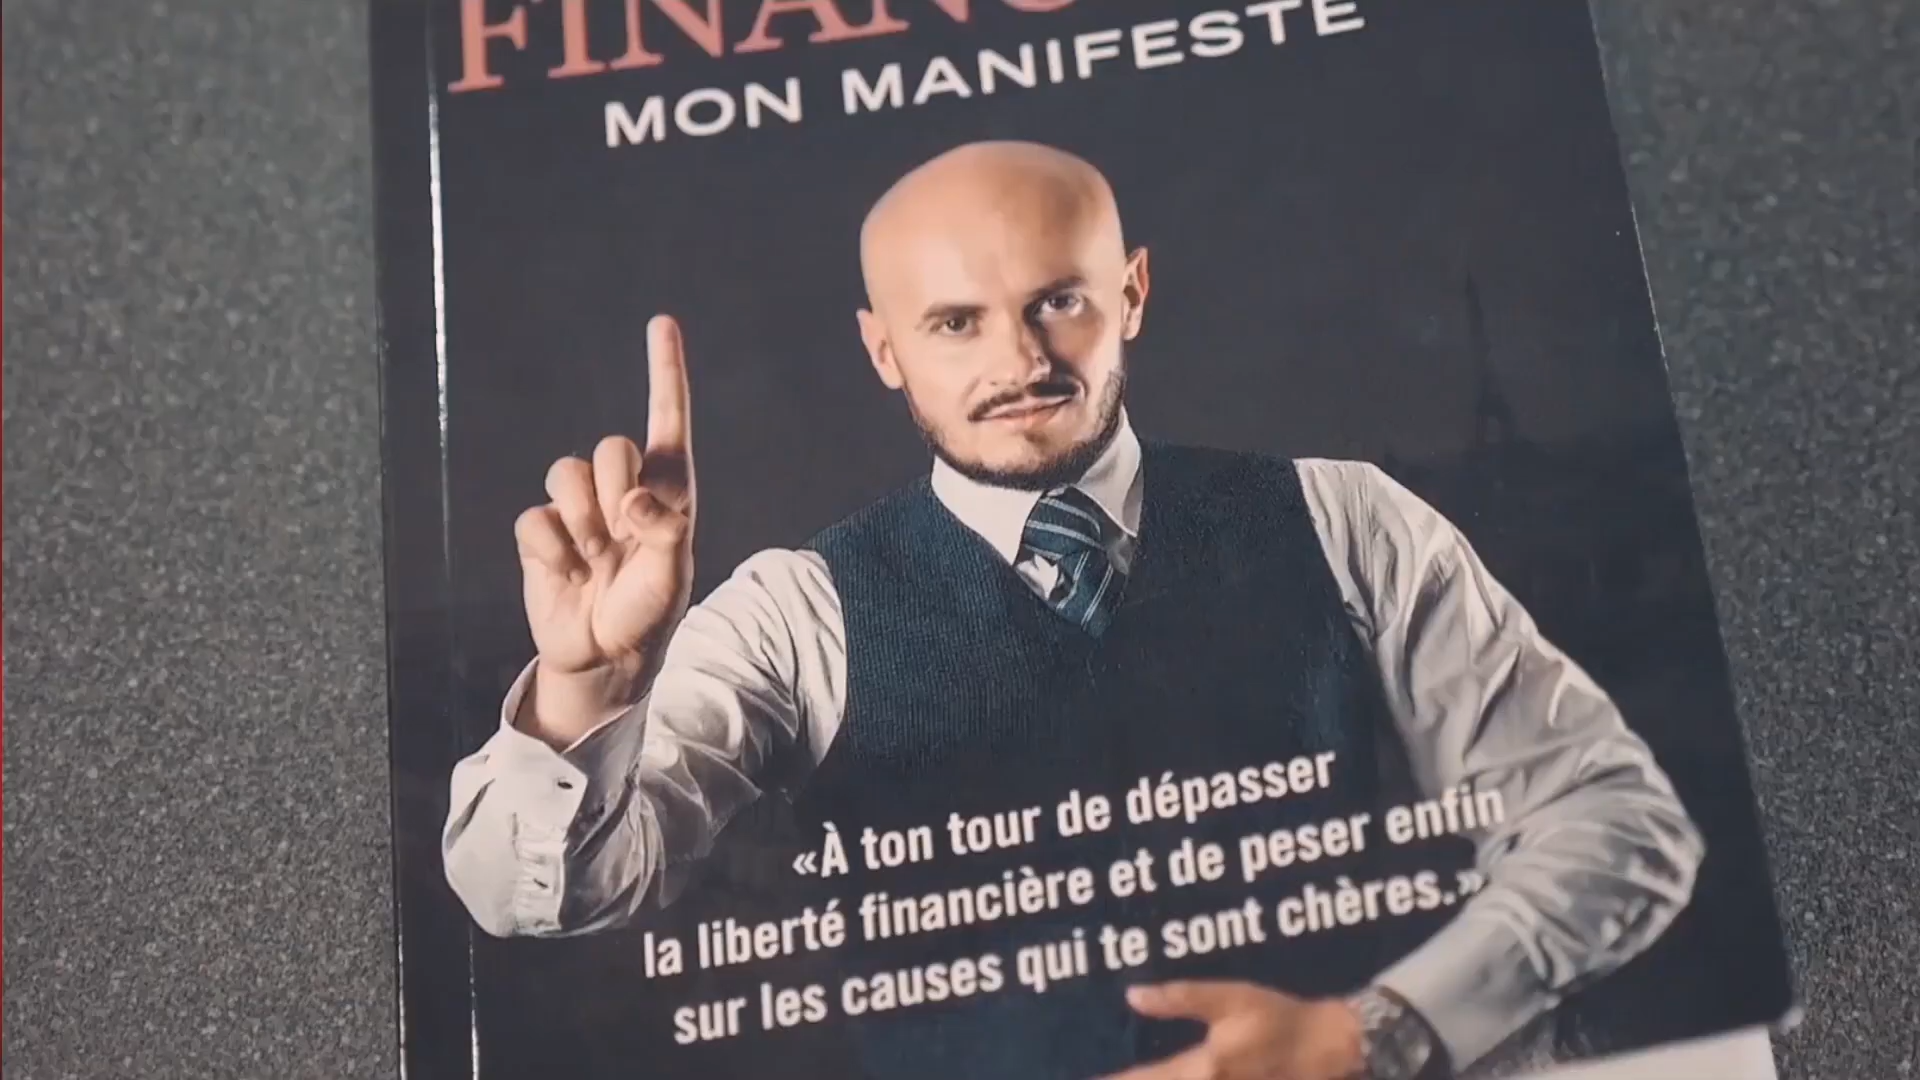 MON MANIFESTE
«À ton tour de dépasser
la liberté financière et de peser enfin
sur les causes qui te sont chères.»